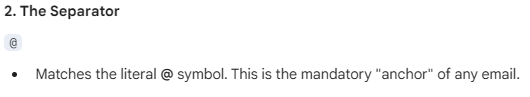 2. The Separator
@
• Matches the literal @ symbol. This is the mandatory "anchor" of any email.